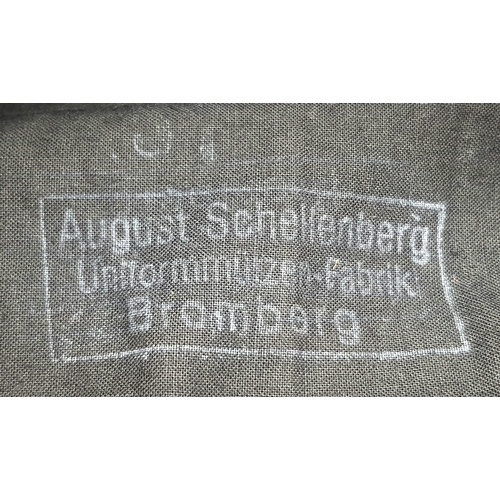 August Schellenberg
Uniformmützen-Fabrik
Bromberg